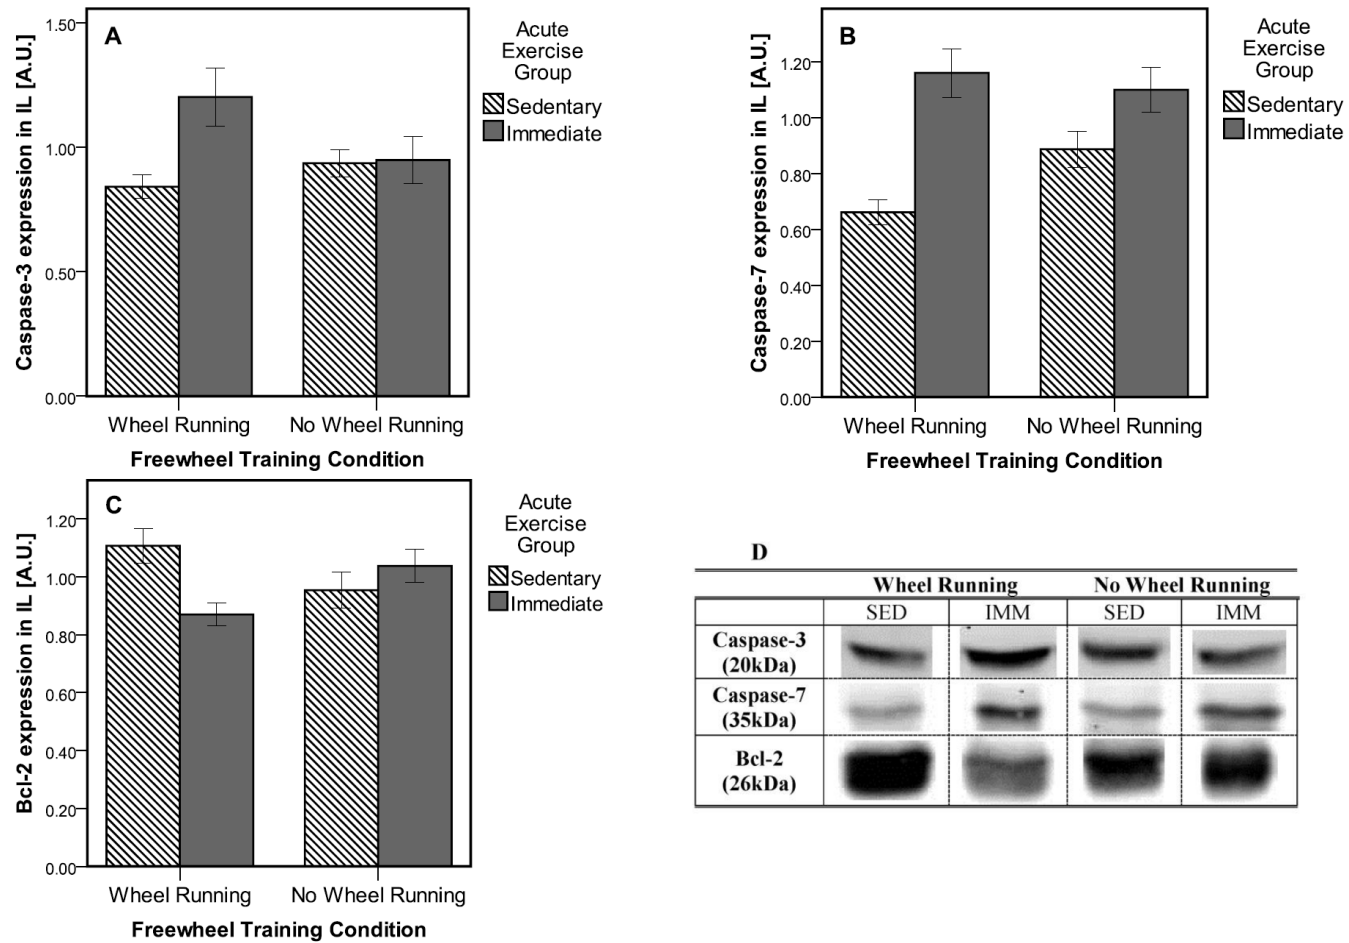 A
Caspase-3 expression in IL [A.U.]
1.50
1.00
0.50
0.00
Wheel Running
No Wheel Running
Freewheel Training Condition
Acute
Exercise
Group
Sedentary
Immediate
B
Caspase-7 expression in IL [A.U.]
1.20
1.00
0.80
0.60
0.40
0.20
0.00
Wheel Running
No Wheel Running
Freewheel Training Condition
Acute
Exercise
Group
Sedentary
Immediate
C
Bcl-2 expression in IL [A.U.]
1.20
1.00
0.80
0.60
0.40
0.20
0.00
Wheel Running
No Wheel Running
Freewheel Training Condition
Acute
Exercise
Group
Sedentary
Immediate
D
Wheel Running No Wheel Running
SED IMM SED IMM
Caspase-3
(20kDa)
Caspase-7
(35kDa)
Bcl-2
(26kDa)